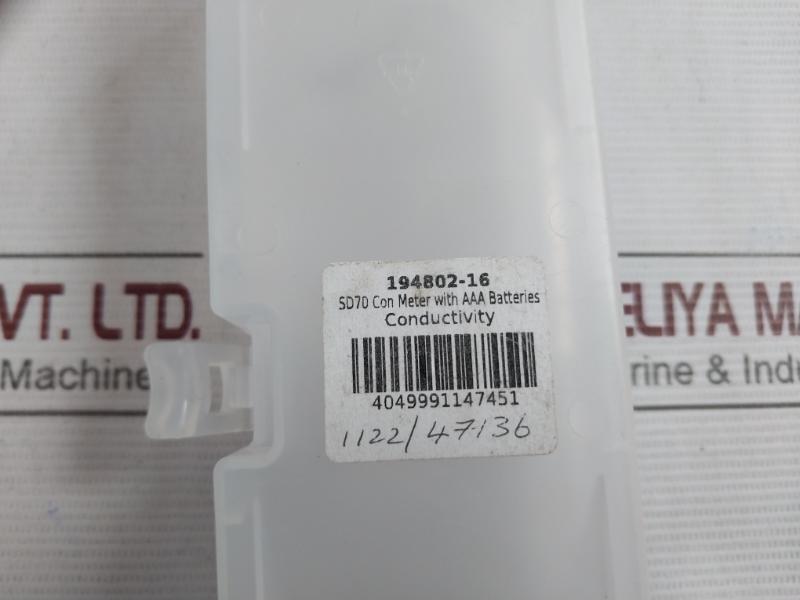 194802-16
SD70 Con Meter with AAA Batteries
Conductivity
4049991147451
1122/47136
VT. LTD.
ELIYA MA
Machine
rine & Indu